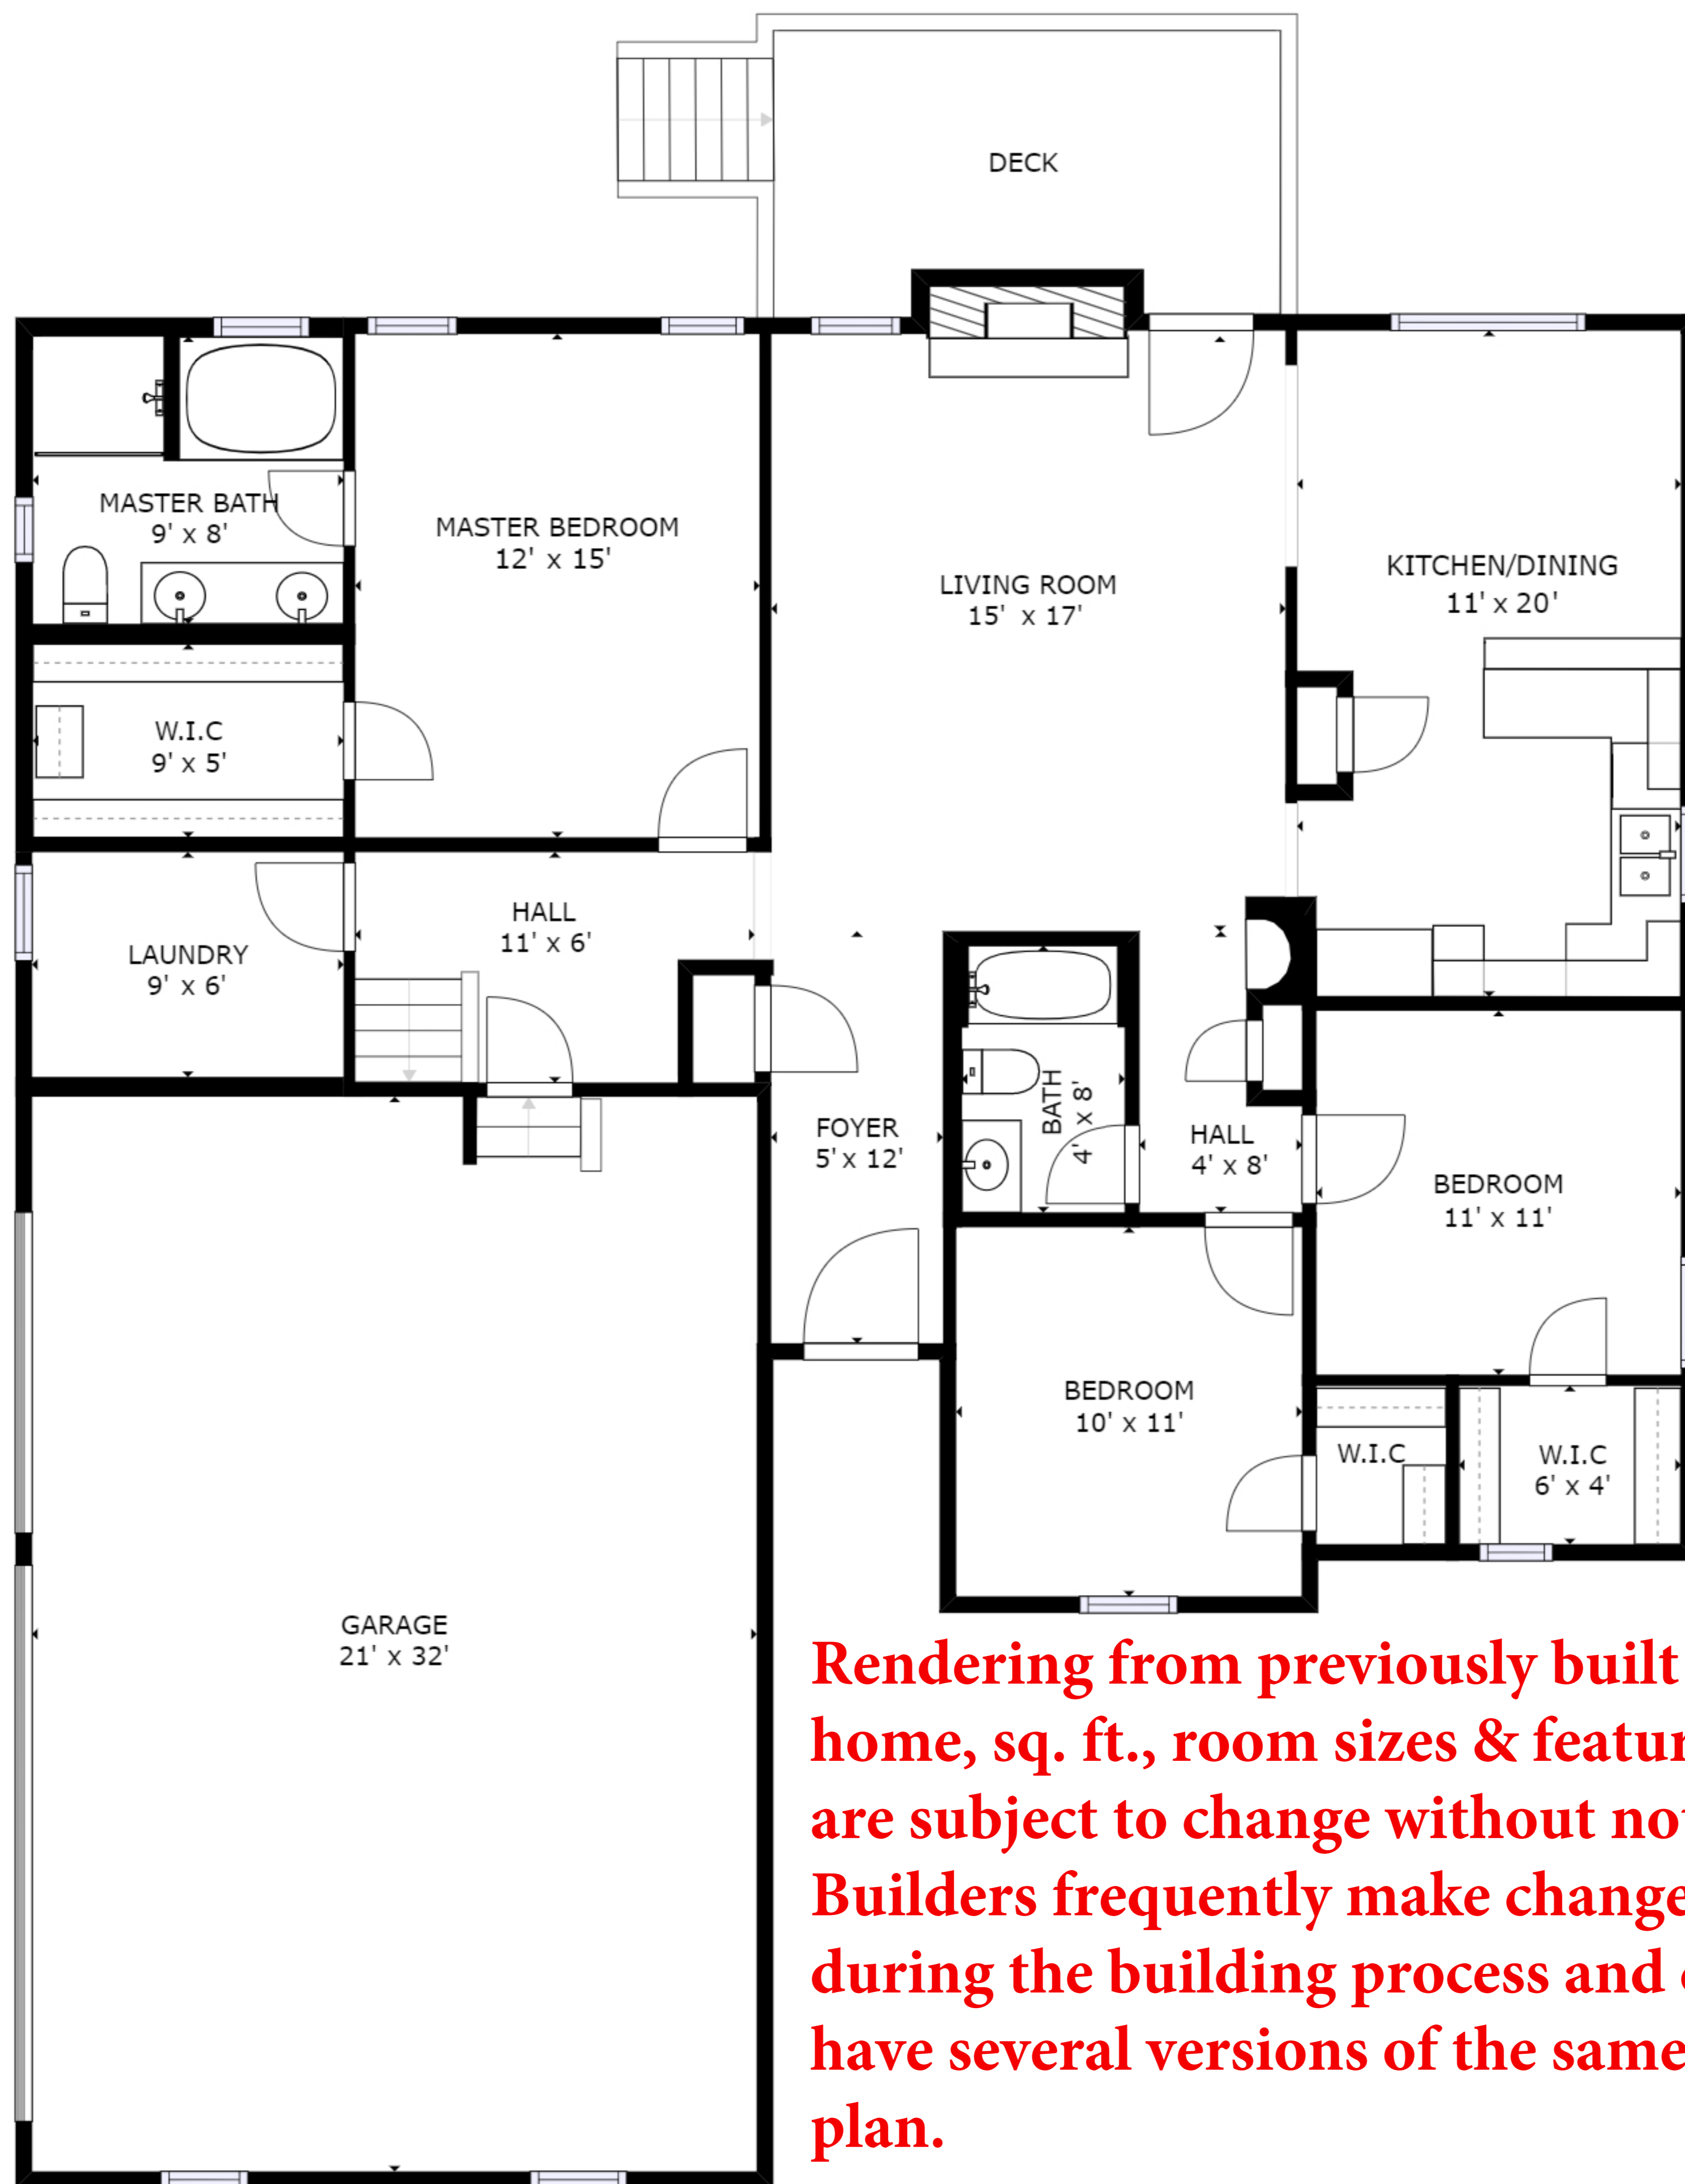 DECK
MASTER BATH
9' x 8'
MASTER BEDROOM
12' x 15'
LIVING ROOM
15' x 17'
KITCHEN/DINING
11' x 20'
W.I.C
9' x 5'
LAUNDRY
9' x 6'
HALL
11' x 6'
FOYER
5' x 12'
BATH
4' x 8'
HALL
4' x 8'
BEDROOM
11' x 11'
BEDROOM
10' x 11'
W.I.C
W.I.C
6' x 4'
GARAGE
21' x 32'
Rendering from previously built
home, sq. ft., room sizes &
are subject to change without
Builders frequently make
during the building process and
have several versions of the same
plan.